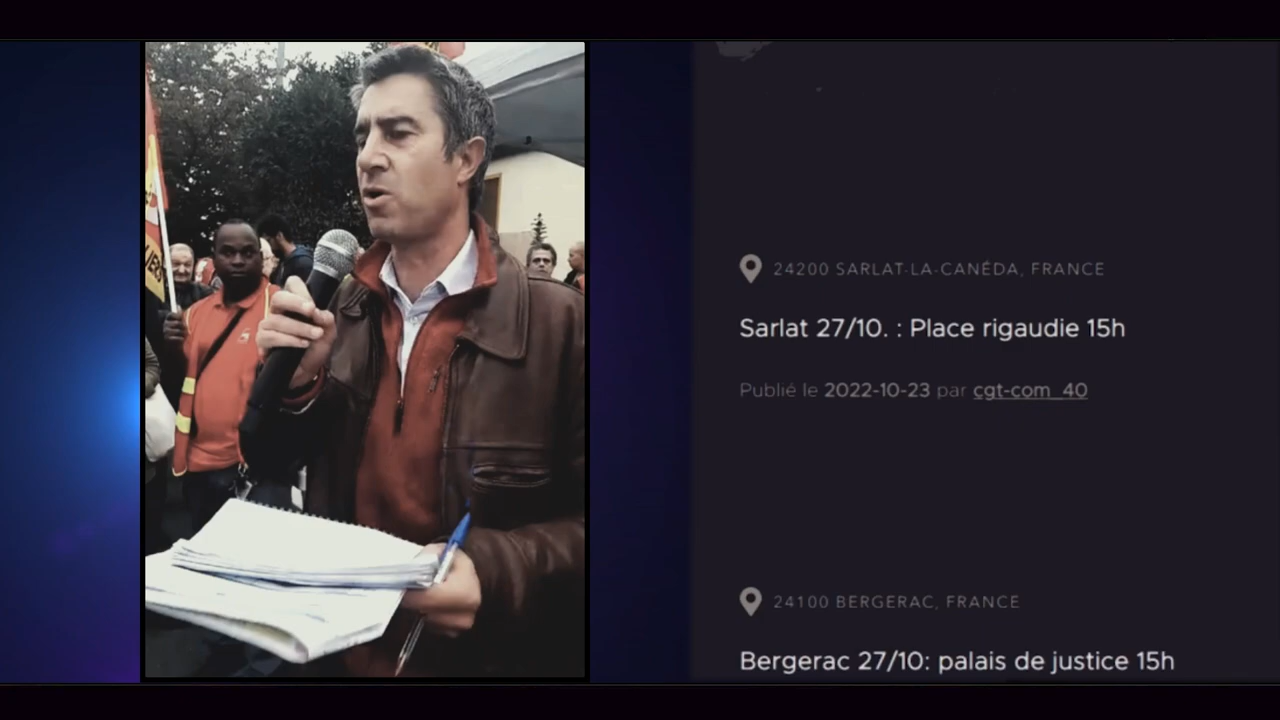 24200 SARLAT-LA-CANÉDA, FRANCE
Sarlat 27/10. : Place rigaudie 15h
Publié le 2022-10-23 par cgt-com_40
24100 BERGERAC, FRANCE
Bergerac 27/10: palais de justice 15h